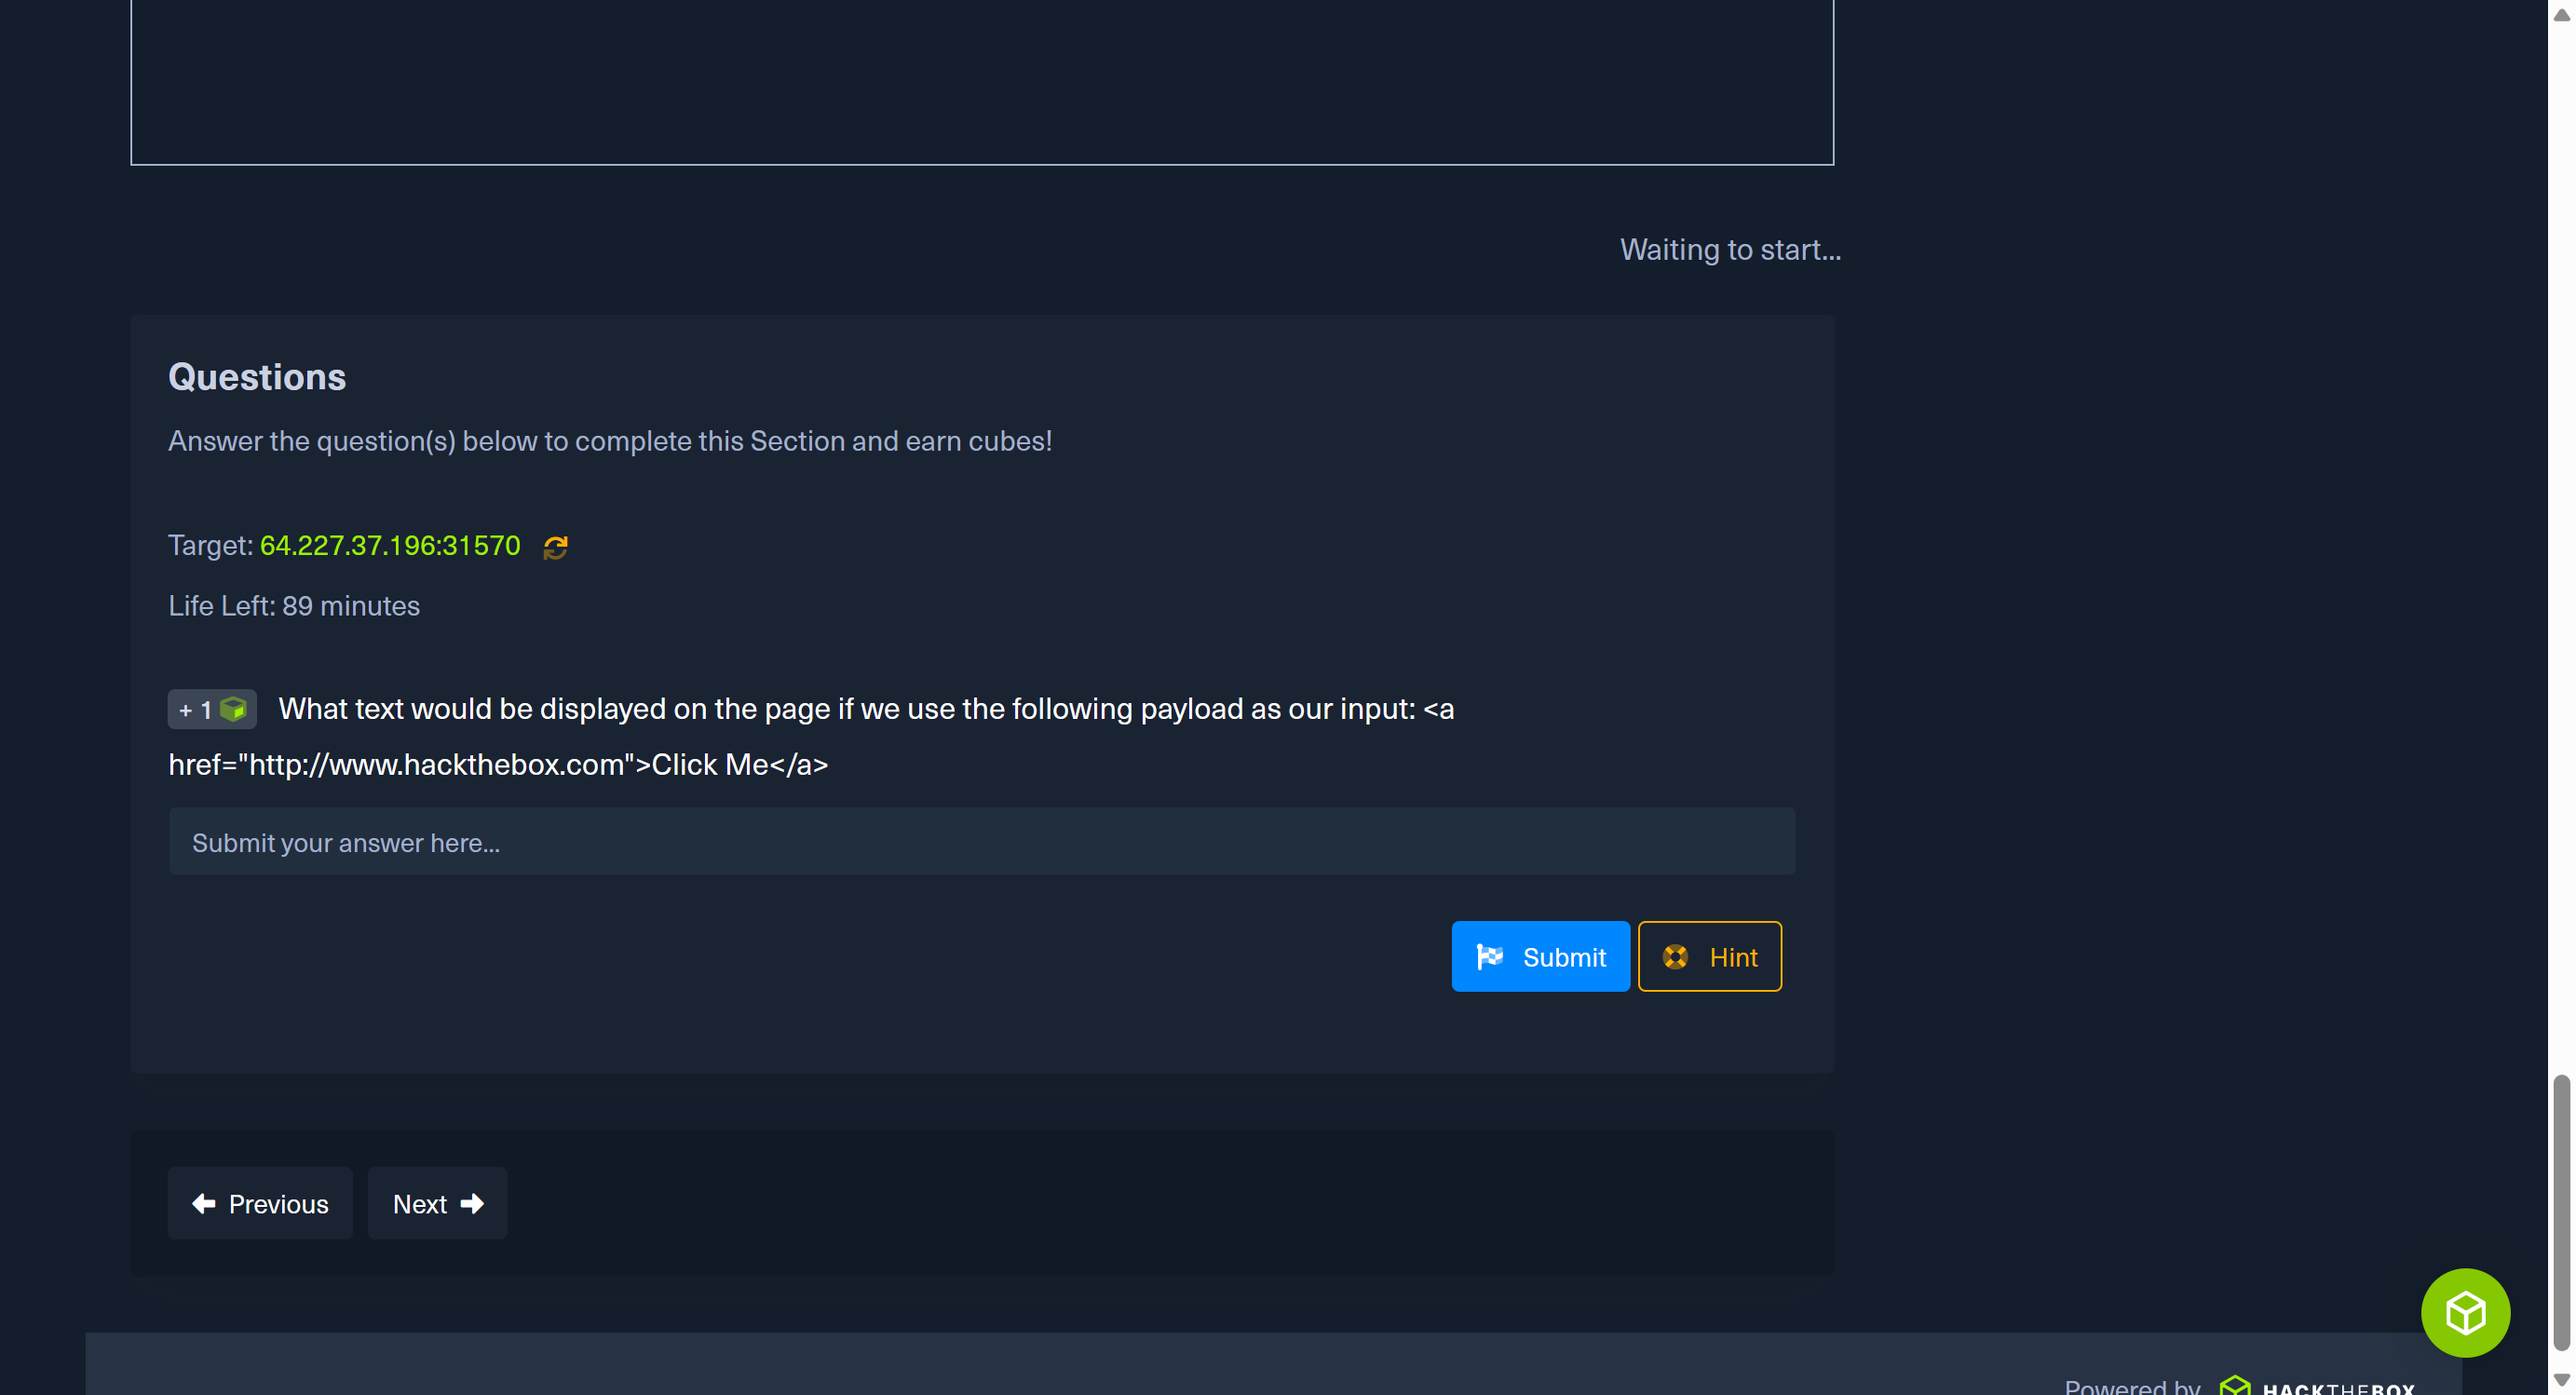 Waiting to start...
Questions
Answer the question(s) below to complete this Section and earn cubes!
Target: 64.227.37.196:31570
Life Left: 89 minutes
+ 1 What text would be displayed on the page if we use the following payload as our input: <a
href="http://www.hackthebox.com">Click Me</a>
Submit your answer here...
Submit Hint
Previous Next
Powered by HACKTHEBOX